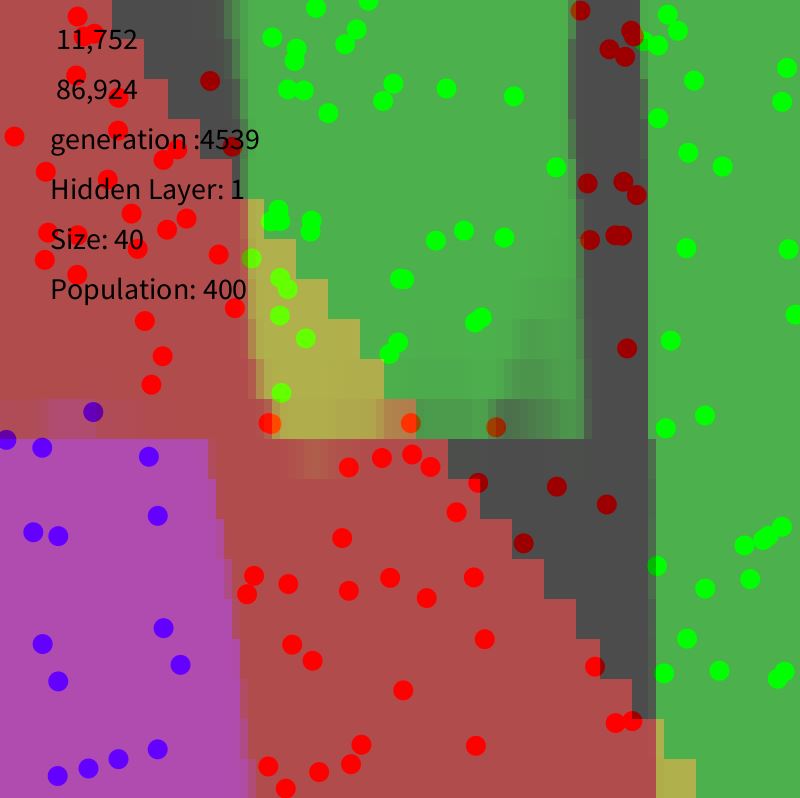 11,752
86,924
generation :4539
Hidden Layer: 1
Size: 40
Population: 400